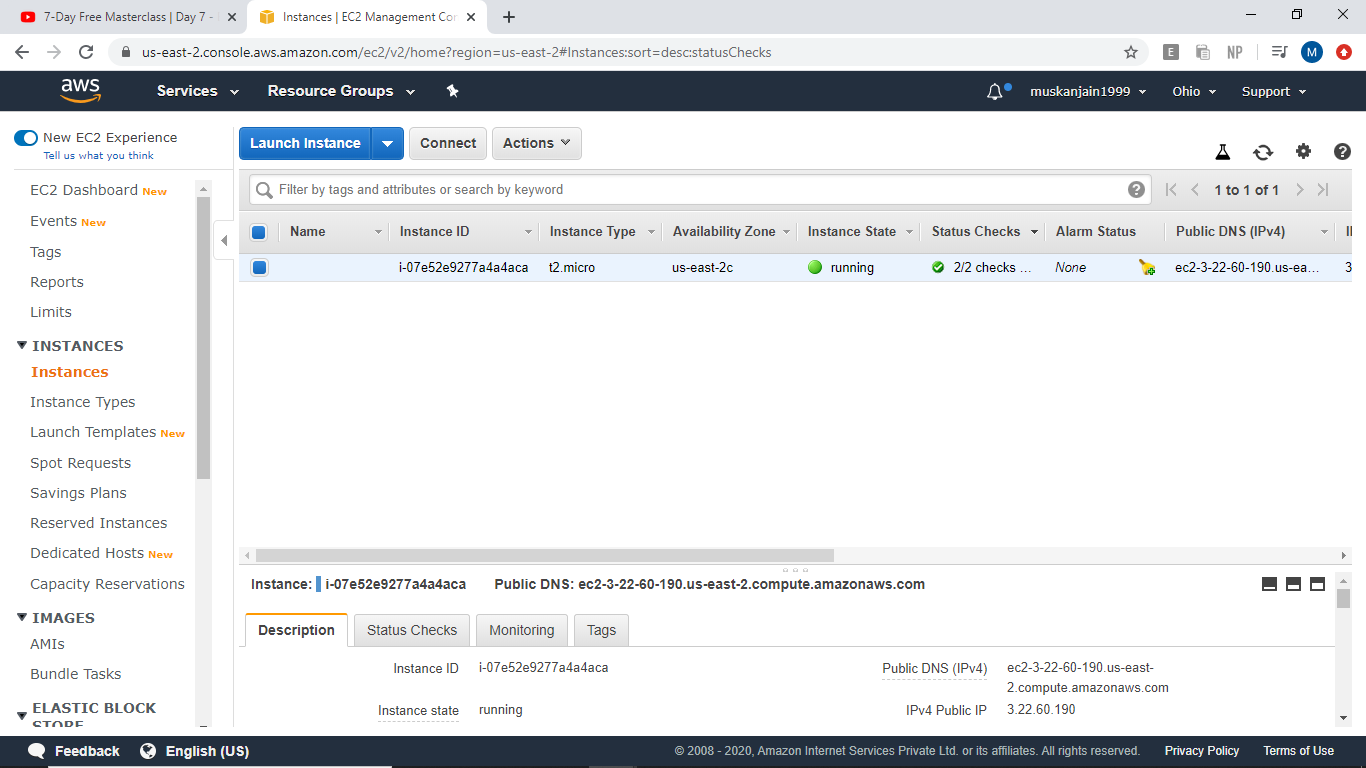 7-Day Free Masterclass | Day 7 -
Instances | EC2 Management Con
us-east-2.console.aws.amazon.com/ec2/v2/home?region=us-east-2#Instances:sort=desc:statusChecks
E
NP
M
aws
Services
Resource Groups
muskanjain1999
Ohio
Support
New EC2 Experience
Tell us what you think
EC2 Dashboard New
Events New
Tags
Reports
Limits
INSTANCES
Instances
Instance Types
Launch Templates New
Spot Requests
Savings Plans
Reserved Instances
Dedicated Hosts New
Capacity Reservations
IMAGES
AMIs
Bundle Tasks
ELASTIC BLOCK
STORE
Launch Instance
Connect
Actions
Filter by tags and attributes or search by keyword
1 to 1 of 1
Name Instance ID Instance Type Availability Zone Instance State Status Checks Alarm Status Public DNS (IPv4)
i-07e52e9277a4a4aca t2.micro us-east-2c running 2/2 checks ... None ec2-3-22-60-190.us-ea... 3
Instance: i-07e52e9277a4a4aca Public DNS: ec2-3-22-60-190.us-east-2.compute.amazonaws.com
Description
Status Checks
Monitoring
Tags
Instance ID i-07e52e9277a4a4aca
Public DNS (IPv4) ec2-3-22-60-190.us-east-
2.compute.amazonaws.com
Instance state running
IPv4 Public IP 3.22.60.190
Feedback
English (US)
© 2008 - 2020, Amazon Internet Services Private Ltd. or its affiliates. All rights reserved.
Privacy Policy
Terms of Use